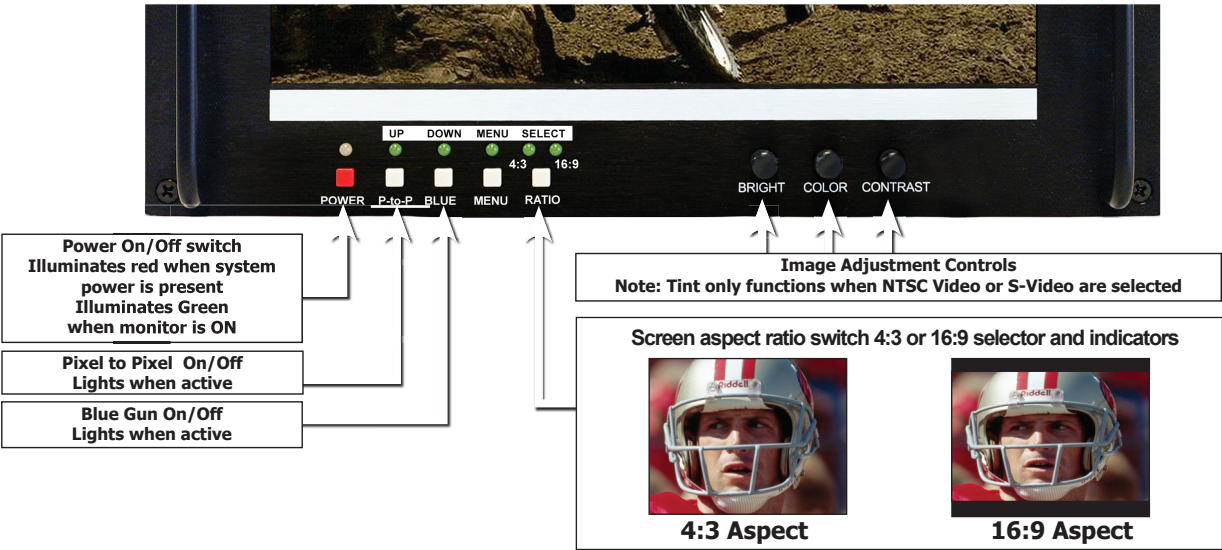 UP DOWN MENU SELECT
4:3 16:9
POWER P-to-P BLUE MENU RATIO
BRIGHT COLOR CONTRAST
Power On/Off switch
Illuminates red when system
power is present
Illuminates Green
when monitor is ON
Pixel to Pixel On/Off
Lights when active
Blue Gun On/Off
Lights when active
Image Adjustment Controls
Note: Tint only functions when NTSC Video or S-Video are selected
Screen aspect ratio switch 4:3 or 16:9 selector and indicators
Riddell
Riddell
4:3 Aspect
16:9 Aspect